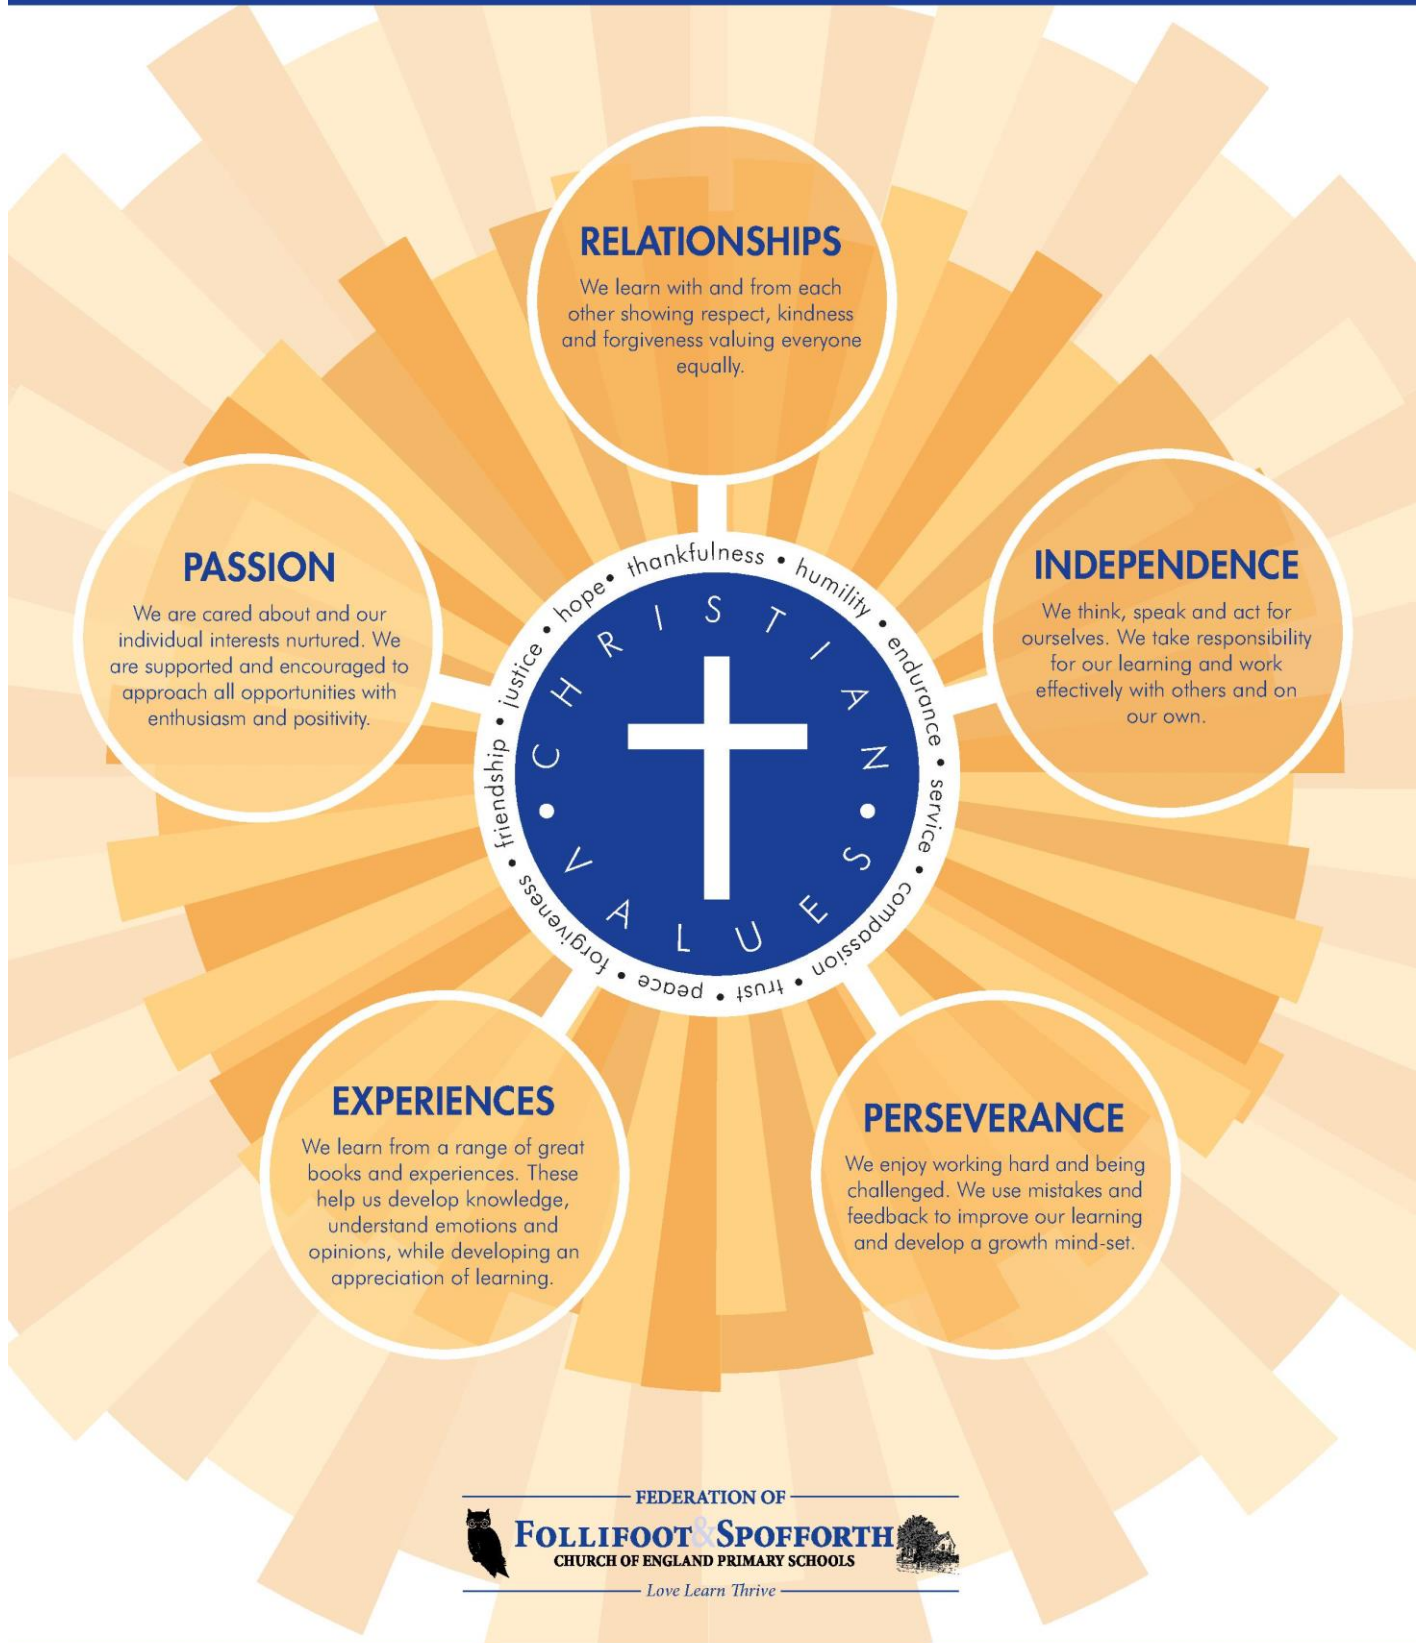 RELATIONSHIPS
We learn with and from each
other showing respect, kindness
and forgiveness valuing everyone
equally.
PASSION
We are cared about and our
individual interests nurtured. We
are supported and encouraged to
approach all opportunities with
enthusiasm and positivity.
INDEPENDENCE
We think, speak and act for
ourselves. We take responsibility
for our learning and work
effectively with others and on
our own.
thankfulness • humility • endurance • service • compassion • trust • peace • forgiveness • friendship • justice • hope •
CHRISTIAN • VALUES •
EXPERIENCES
We learn from a range of great
books and experiences. These
help us develop knowledge,
understand emotions and
opinions, while developing an
appreciation of learning.
PERSEVERANCE
We enjoy working hard and being
challenged. We use mistakes and
feedback to improve our learning
and develop a growth mind-set.
FEDERATION OF
FOLLIFOOT & SPOFFORTH
CHURCH OF ENGLAND PRIMARY SCHOOLS
Love Learn Thrive